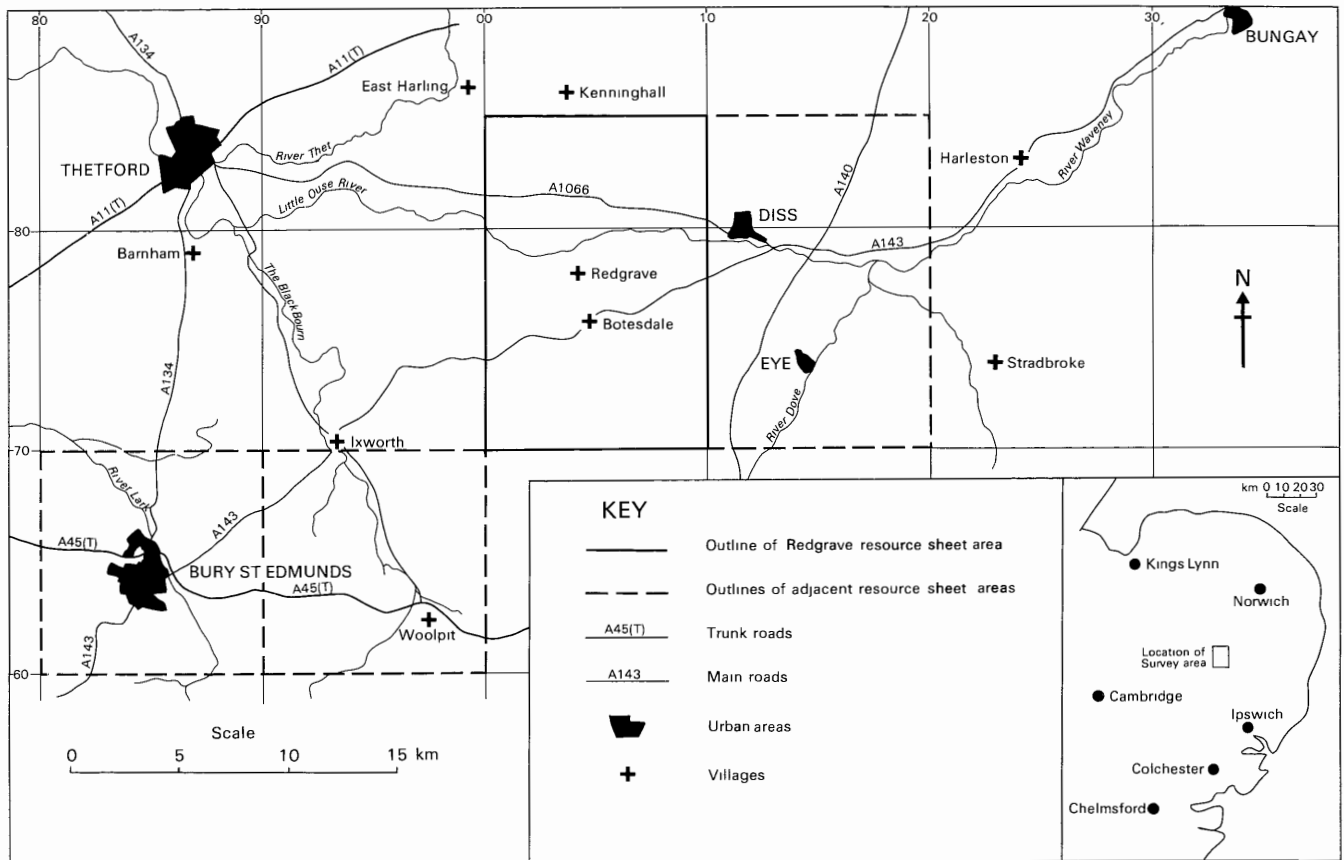 80
90
00
10
20
30
A134
A11(T)
East Harling
Kenninghall
BUNGAY
THETFORD
River Thet
Harleston
River Waveney
A140
A1066
Little Ouse River
DISS
A11(T)
80
Barnham
A143
The Black Bourn
Redgrave
N
Botesdale
A134
EYE
Stradbroke
River Dove
Ixworth
70
River Lark
A143
A45(T)
BURY ST EDMUNDS
A45(T)
Woolpit
A143
60
Scale
0 5 10 15 km
KEY
Outline of Redgrave resource sheet area
Outlines of adjacent resource sheet areas
A45(T) Trunk roads
A143 Main roads
Urban areas
Villages
km 0 10 20 30
Scale
Kings Lynn
Norwich
Location of
Survey area
Cambridge
Ipswich
Colchester
Chelmsford